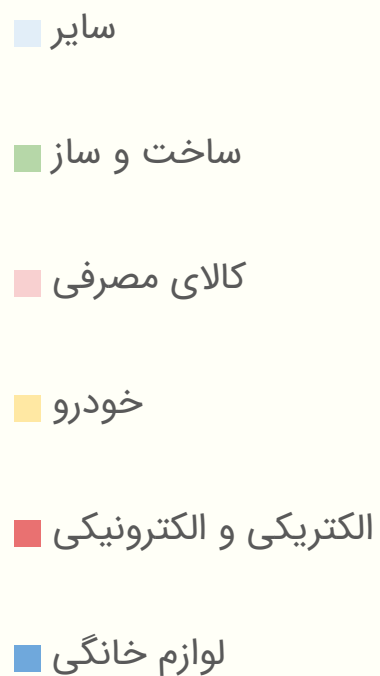 سایر
ساخت و ساز
کالای مصرفی
خودرو
الکتریکی و الکترونیکی
لوازم خانگی